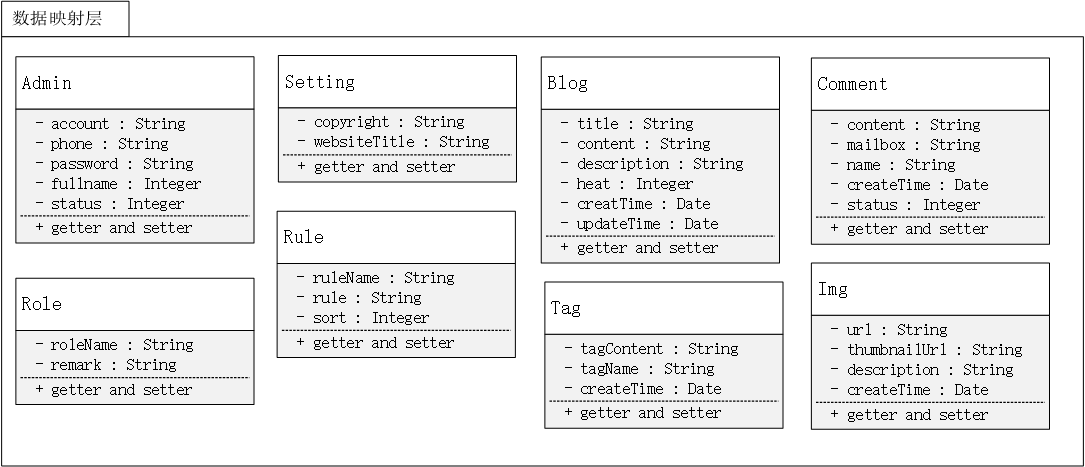 数据映射层
Admin
- account : String
- phone : String
- password : String
- fullname : Integer
- status : Integer
+ getter and setter
Setting
- copyright : String
- websiteTitle : String
+ getter and setter
Blog
- title : String
- content : String
- description : String
- heat : Integer
- creatTime : Date
- updateTime : Date
+ getter and setter
Comment
- content : String
- mailbox : String
- name : String
- createTime : Date
- status : Integer
+ getter and setter
Role
- roleName : String
- remark : String
+ getter and setter
Rule
- ruleName : String
- rule : String
- sort : Integer
+ getter and setter
Tag
- tagContent : String
- tagName : String
- createTime : Date
+ getter and setter
Img
- url : String
- thumbnailUrl : String
- description : String
- createTime : Date
+ getter and setter